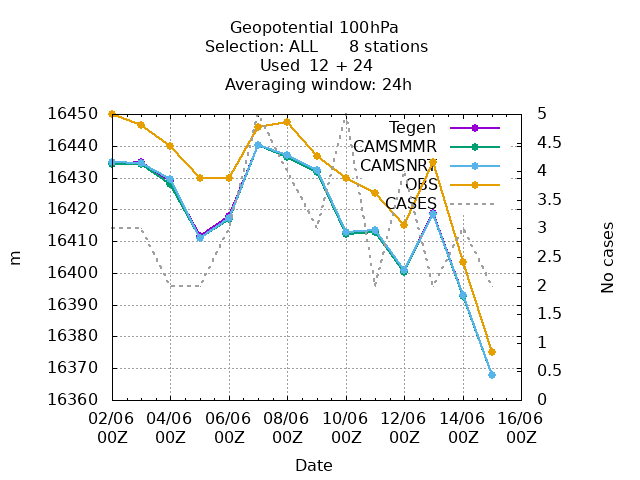 Geopotential 100hPa
Selection: ALL 8 stations
Used 12 + 24
Averaging window: 24h
16450
16440
16430
16420
16410
16400
16390
16380
16370
16360
m
Tegen
CAMSMMR
CAMSNRT
OBS
CASES
5
4.5
4
3.5
3
2.5
2
1.5
1
0.5
0
No cases
02/06 04/06 06/06 08/06 10/06 12/06 14/06 16/06
00Z 00Z 00Z 00Z 00Z 00Z 00Z 00Z
Date